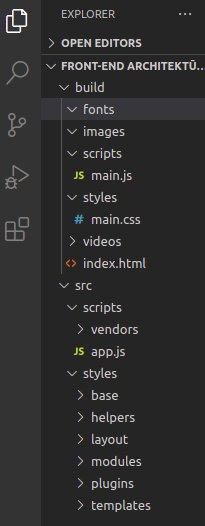 EXPLORER
OPEN EDITORS
FRONT-END ARCHITEKTÜ...
build
fonts
images
scripts
JS main.js
styles
# main.css
videos
<> index.html
src
scripts
vendors
JS app.js
styles
base
helpers
layout
modules
plugins
templates